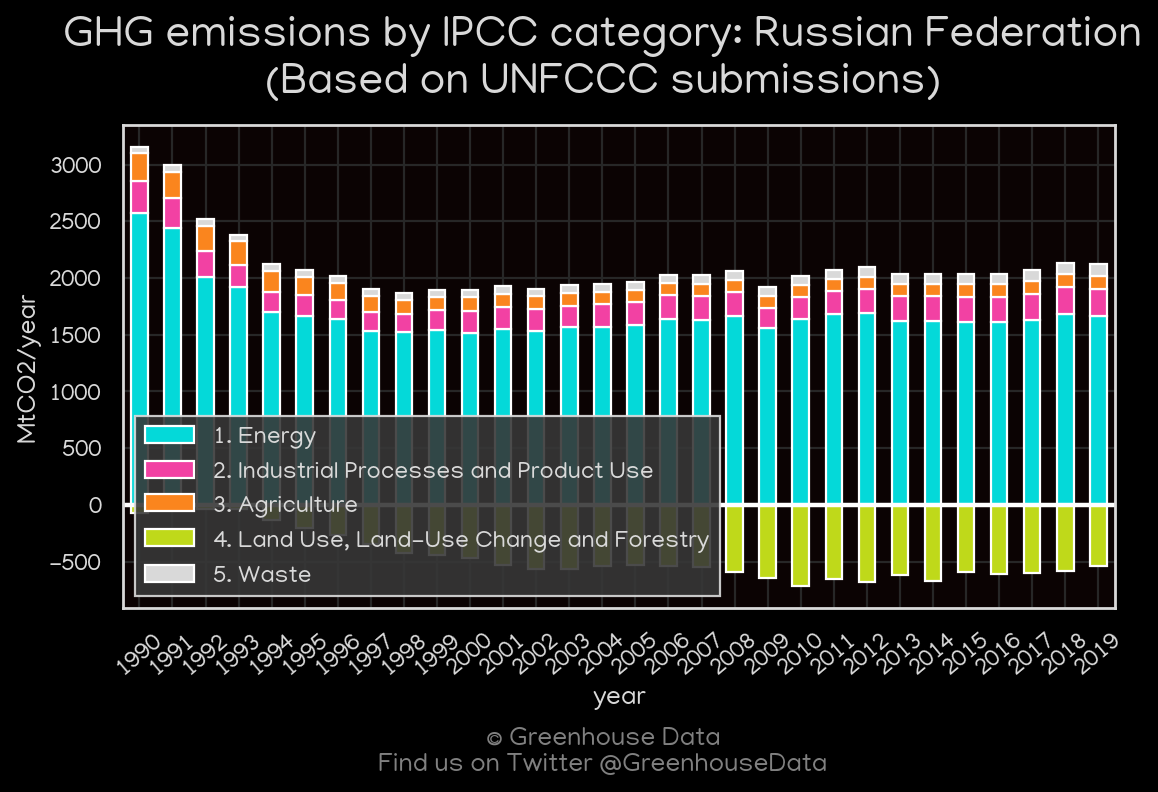 GHG emissions by IPCC category: Russian Federation
(Based on UNFCCC submissions)
MtCO2/year
3000
2500
2000
1500
1000
500
0
−500
1. Energy
2. Industrial Processes and Product Use
3. Agriculture
4. Land Use, Land-Use Change and Forestry
5. Waste
1990 1991 1992 1993 1994 1995 1996 1997 1998 1999 2000 2001 2002 2003 2004 2005 2006 2007 2008 2009 2010 2011 2012 2013 2014 2015 2016 2017 2018 2019
year
© Greenhouse Data
Find us on Twitter @GreenhouseData